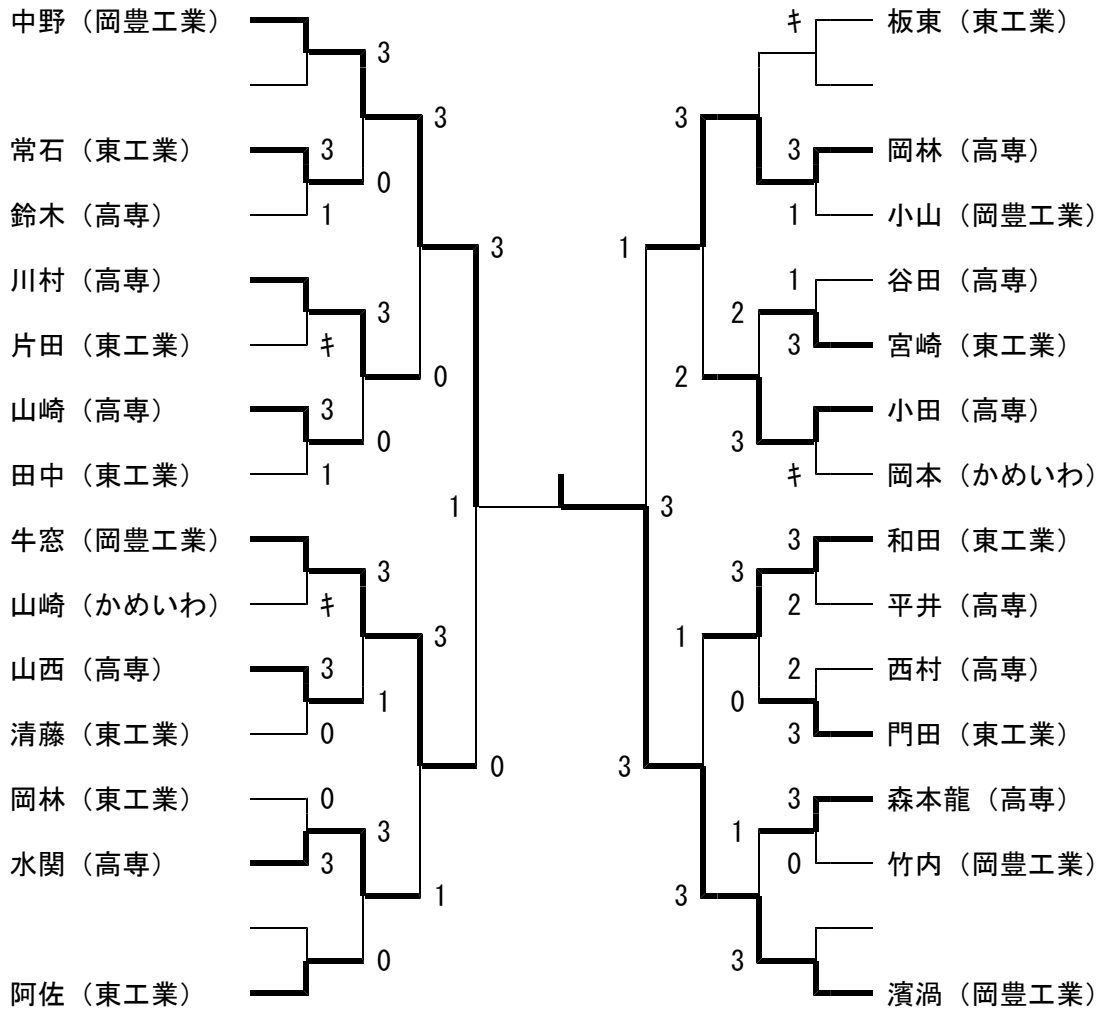 中野（岡豊工業）
3
3
常石（東工業）
3
0
鈴木（高専）
1
3
川村（高専）
3
片田（東工業）
ｷ
0
山崎（高専）
3
0
田中（東工業）
1
1
牛窓（岡豊工業）
3
山崎（かめいわ）
ｷ
3
山西（高専）
3
1
清藤（東工業）
0
0
岡林（東工業）
0
3
水関（高専）
3
1
0
阿佐（東工業）
ｷ
板東（東工業）
3
3
岡林（高専）
1
小山（岡豊工業）
1
1
谷田（高専）
2
3
宮崎（東工業）
2
小田（高専）
3
ｷ
岡本（かめいわ）
3
3
和田（東工業）
3
2
平井（高専）
1
2
西村（高専）
0
3
門田（東工業）
3
3
森本龍（高専）
1
0
竹内（岡豊工業）
3
3
濱渦（岡豊工業）